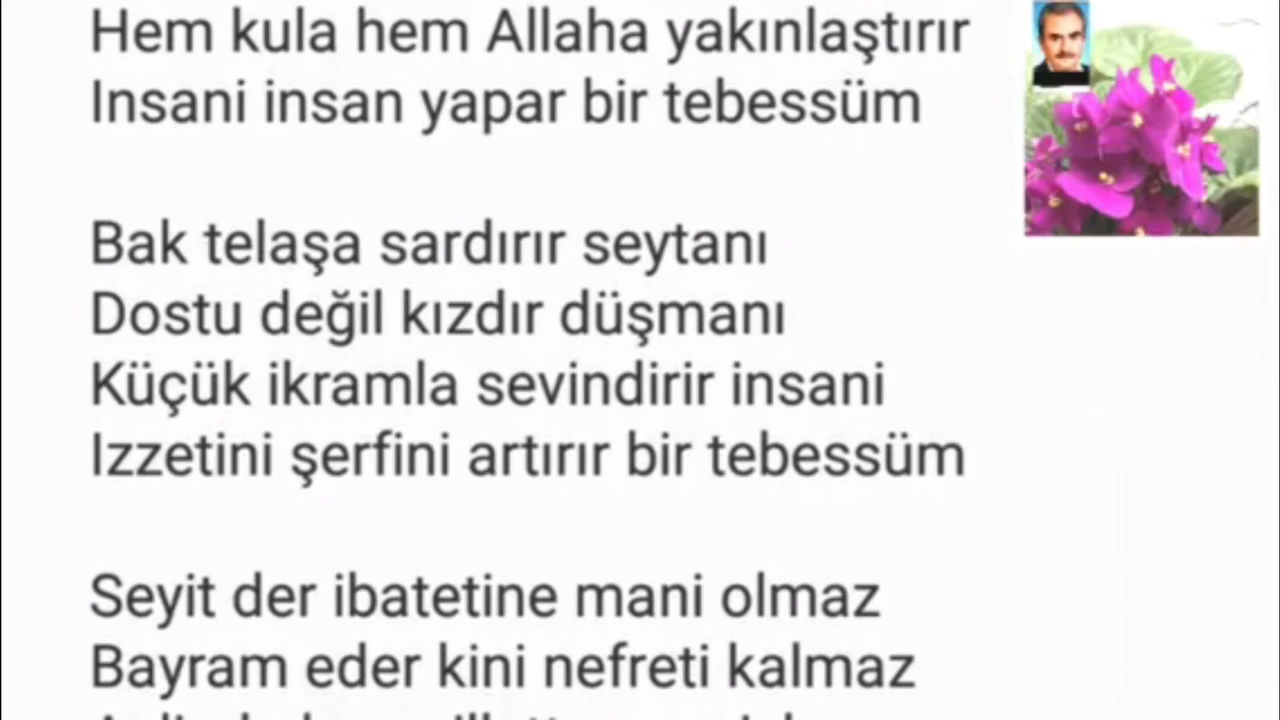 Hem kula hem Allaha yakınlaştırır
Insani insan yapar bir tebessüm
Bak telaşa sardırır seytanı
Dostu değil kızdır düşmanı
Küçük ikramla sevindirir insani
Izzetini şerfini artırır bir tebessüm
Seyit der ibatetine mani olmaz
Bayram eder kini nefreti kalmaz